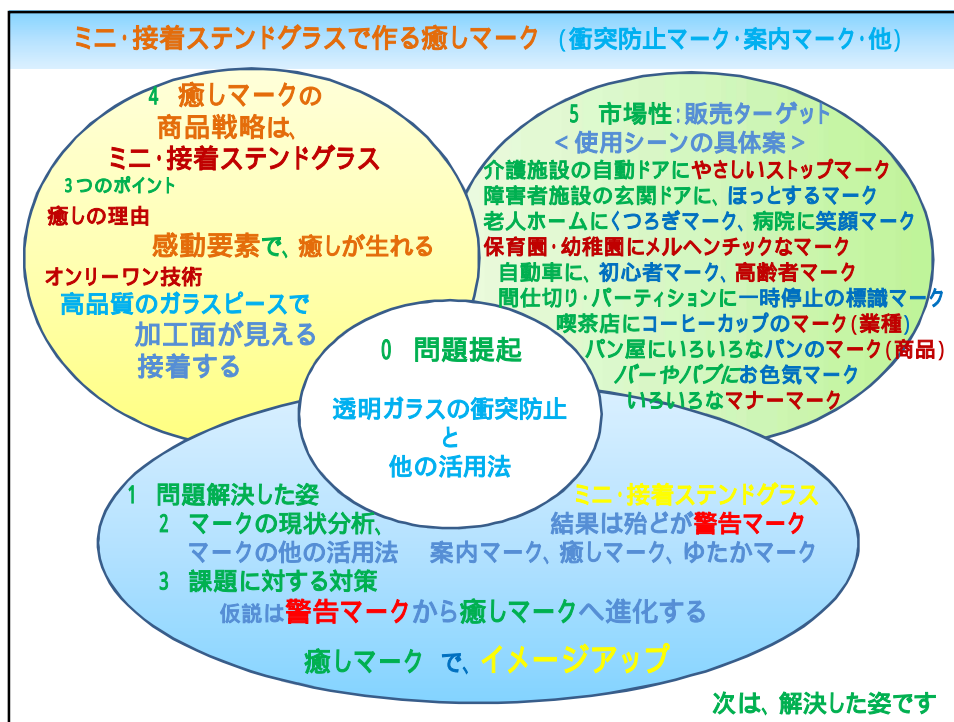 ミニ・接着ステンドグラスで作る癒しマーク (衝突防止マーク・案内マーク・他)
4 癒しマークの
商品戦略は、
ミニ・接着ステンドグラス
3つのポイント
癒しの理由
感動要素で、癒しが生れる
オンリーワン技術
高品質のガラスピースで
加工面が見える
接着する
5 市場性:販売ターゲット
<使用シーンの具体案>
介護施設の自動ドアにやさしいストップマーク
障害者施設の玄関ドアに、ほっとするマーク
老人ホームにくつろぎマーク、病院に笑顔マーク
保育園・幼稚園にメルヘンチックなマーク
自動車に、初心者マーク、高齢者マーク
間仕切り・パーティションに一時停止の標識マーク
喫茶店にコーヒーカップのマーク(業種)
パン屋にいろいろなパンのマーク(商品)
バーやパブにお色気マーク
いろいろなマナーマーク
0 問題提起
透明ガラスの衝突防止
と
他の活用法
1 問題解決した姿 ミニ・接着ステンドグラス
2 マークの現状分析、 結果は殆どが警告マーク
マークの他の活用法 案内マーク、癒しマーク、ゆたかマーク
3 課題に対する対策
仮説は警告マークから癒しマークへ進化する
癒しマーク で、イメージアップ
次は、解決した姿です